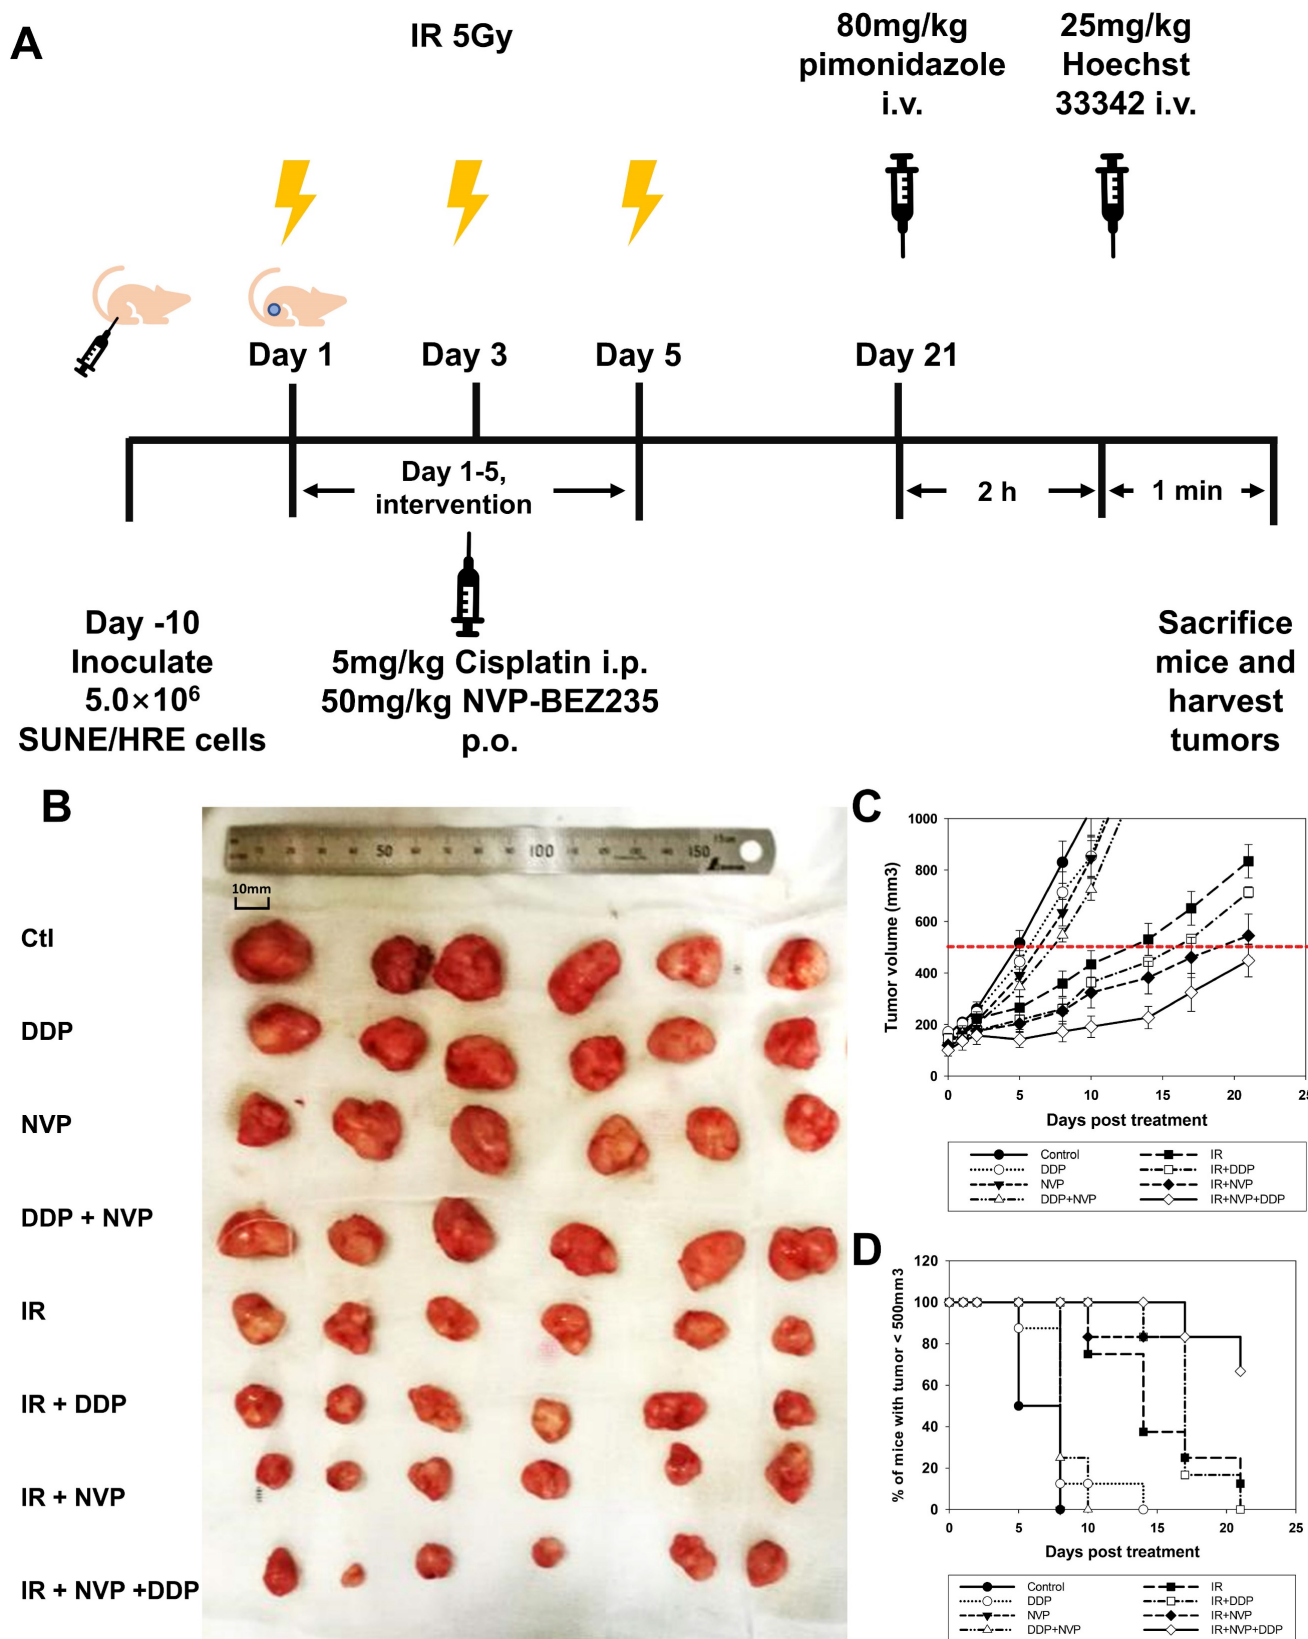 A
IR 5Gy
80mg/kg
pimonidazole
i.v.
25mg/kg
Hoechst
33342 i.v.
Day 1
Day 3
Day 5
Day 21
Day 1-5,
intervention
2 h
1 min
Day -10
Inoculate
5.0×10⁶
SUNE/HRE cells
5mg/kg Cisplatin i.p.
50mg/kg NVP-BEZ235
p.o.
Sacrifice
mice and
harvest
tumors
B
50
100
150
10mm
Ctl
DDP
NVP
DDP + NVP
IR
IR + DDP
IR + NVP
IR + NVP +DDP
C
Tumor volume (mm3)
1000
800
600
400
200
0
0 5 10 15 20 25
Days post treatment
Control
DDP
NVP
DDP+NVP
IR
IR+DDP
IR+NVP
IR+NVP+DDP
D
% of mice with tumor < 500mm3
120
100
80
60
40
20
0
0 5 10 15 20 25
Days post treatment
Control
DDP
NVP
DDP+NVP
IR
IR+DDP
IR+NVP
IR+NVP+DDP